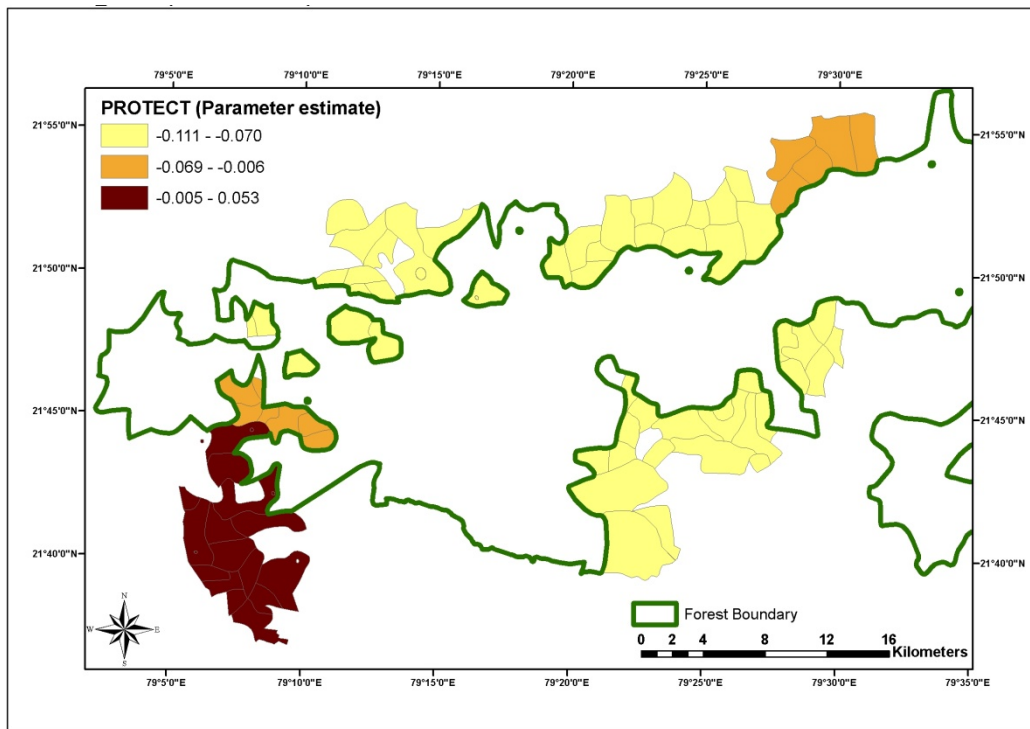 79°5'0"E 79°10'0"E 79°15'0"E 79°20'0"E 79°25'0"E 79°30'0"E
PROTECT (Parameter estimate)
-0.111 - -0.070
-0.069 - -0.006
-0.005 - 0.053
21°55'0"N 21°55'0"N
21°50'0"N 21°50'0"N
21°45'0"N 21°45'0"N
21°40'0"N 21°40'0"N
N
W E
S
Forest Boundary
0 2 4 8 12 16
Kilometers
79°5'0"E 79°10'0"E 79°15'0"E 79°20'0"E 79°25'0"E 79°30'0"E 79°35'0"E